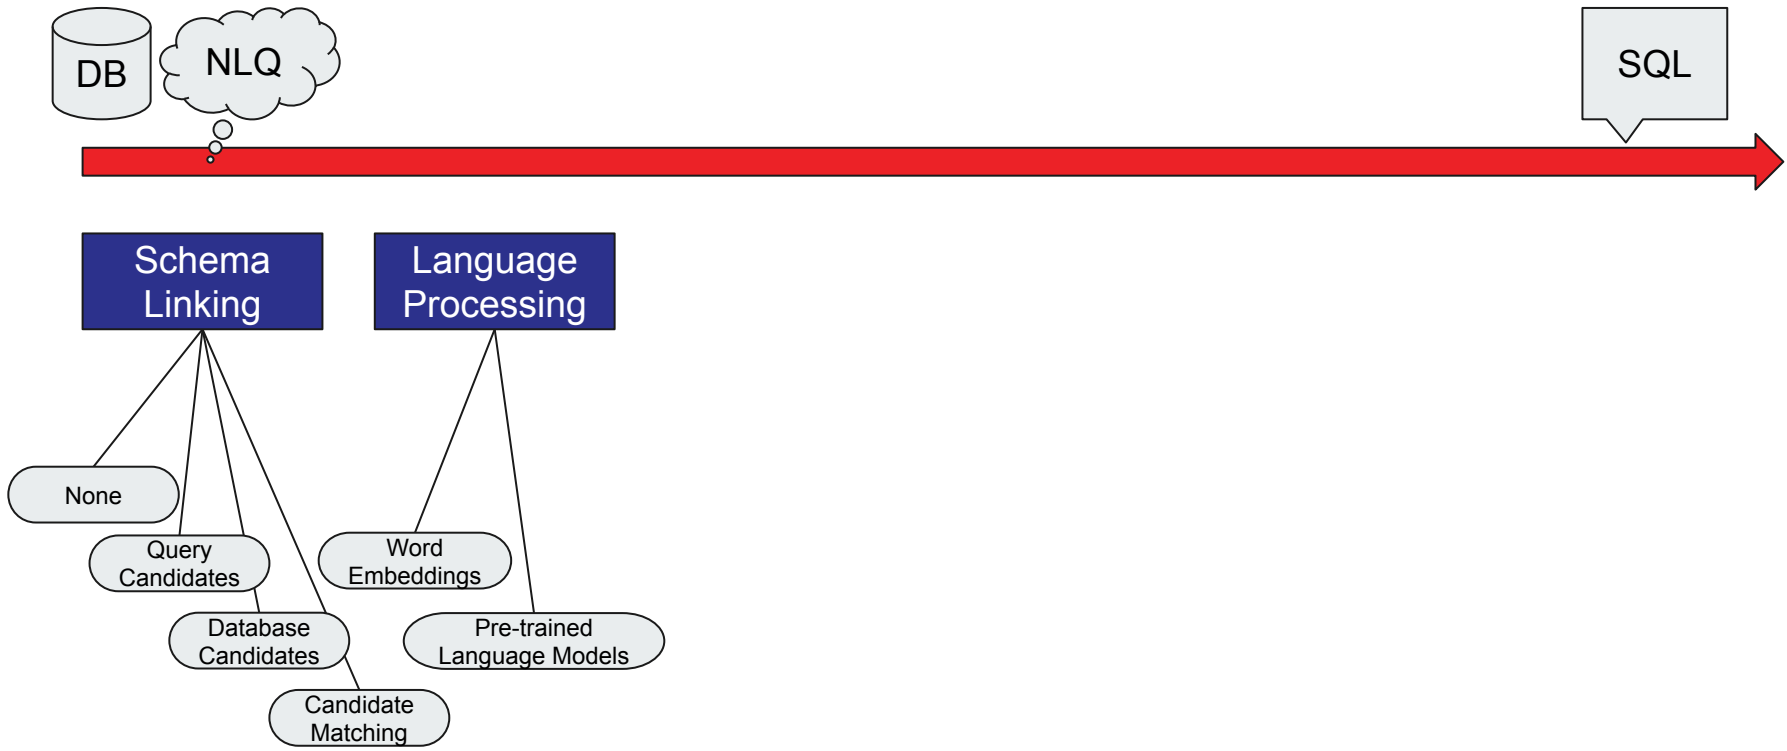 DB
NLQ
SQL
Schema
Linking
Language
Processing
None
Query
Candidates
Word
Embeddings
Database
Candidates
Pre-trained
Language Models
Candidate
Matching